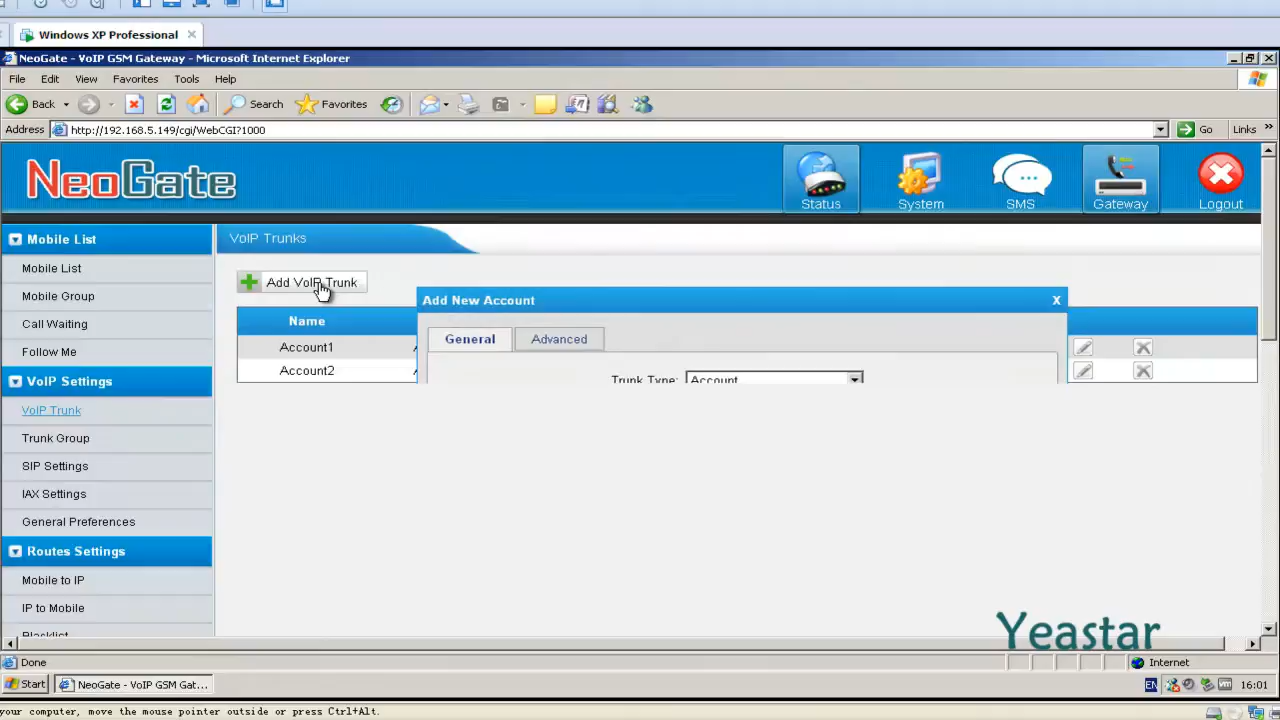 Windows XP Professional
NeoGate - VoIP GSM Gateway - Microsoft Internet Explorer
File Edit View Favorites Tools Help
Back Search Favorites
Address http://192.168.5.149/cgi/WebCGI?1000 Go Links »
NeoGate
Status System SMS Gateway Logout
Mobile List
Mobile List
Mobile Group
Call Waiting
Follow Me
VoIP Settings
VoIP Trunk
Trunk Group
SIP Settings
IAX Settings
General Preferences
Routes Settings
Mobile to IP
IP to Mobile
Blacklist
VoIP Trunks
Add VoIP Trunk
Name
Account1
Account2
Add New Account X
General Advanced
Trunk Type: Account
Yeastar
Done Internet
Start NeoGate - VoIP GSM Gat... EN 16:01
your computer, move the mouse pointer outside or press Ctrl+Alt.